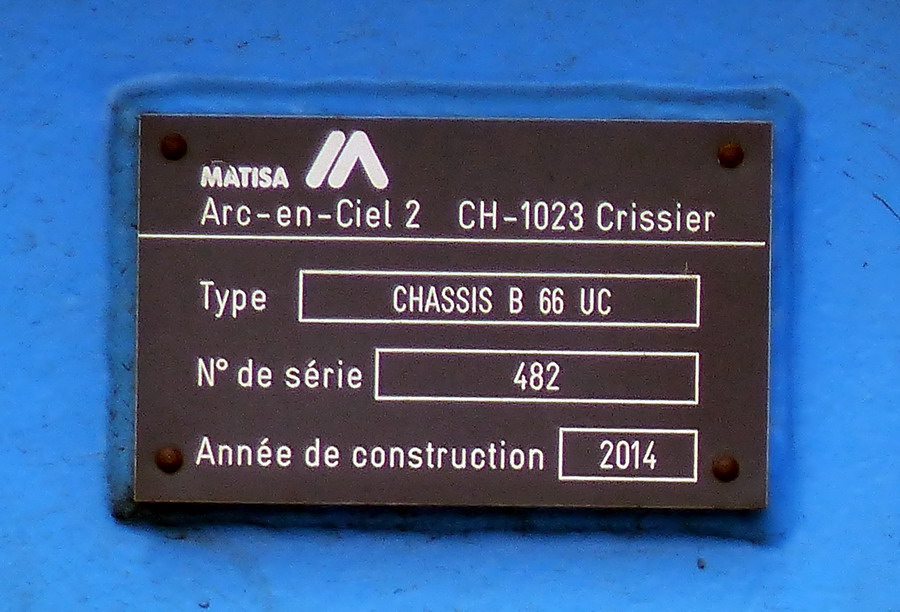 MATISA
Arc-en-Ciel 2 CH-1023 Crissier
Type CHASSIS B 66 UC
N° de série 482
Année de construction 2014